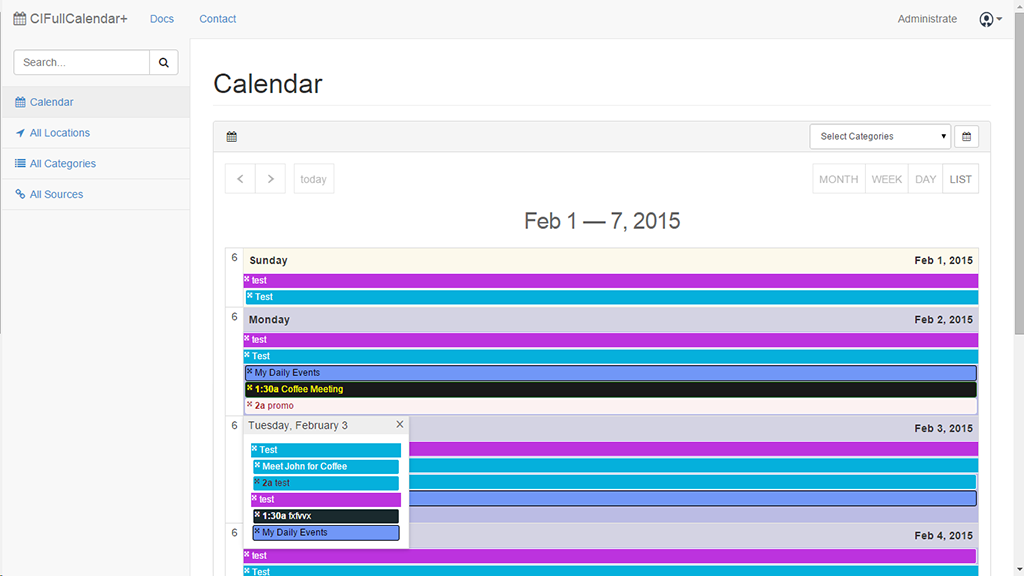 CIFullCalendar+ Docs Contact Administrate
Search...
Calendar
All Locations
All Categories
All Sources
Calendar
Select Categories
today MONTH WEEK DAY LIST
Feb 1 — 7, 2015
6 Sunday Feb 1, 2015
test
Test
6 Monday Feb 2, 2015
test
Test
My Daily Events
1:30a Coffee Meeting
2a promo
6 Tuesday, February 3 Feb 3, 2015
Test
Meet John for Coffee
2a test
test
1:30a fxfvvx
My Daily Events
6 Feb 4, 2015
test
Test